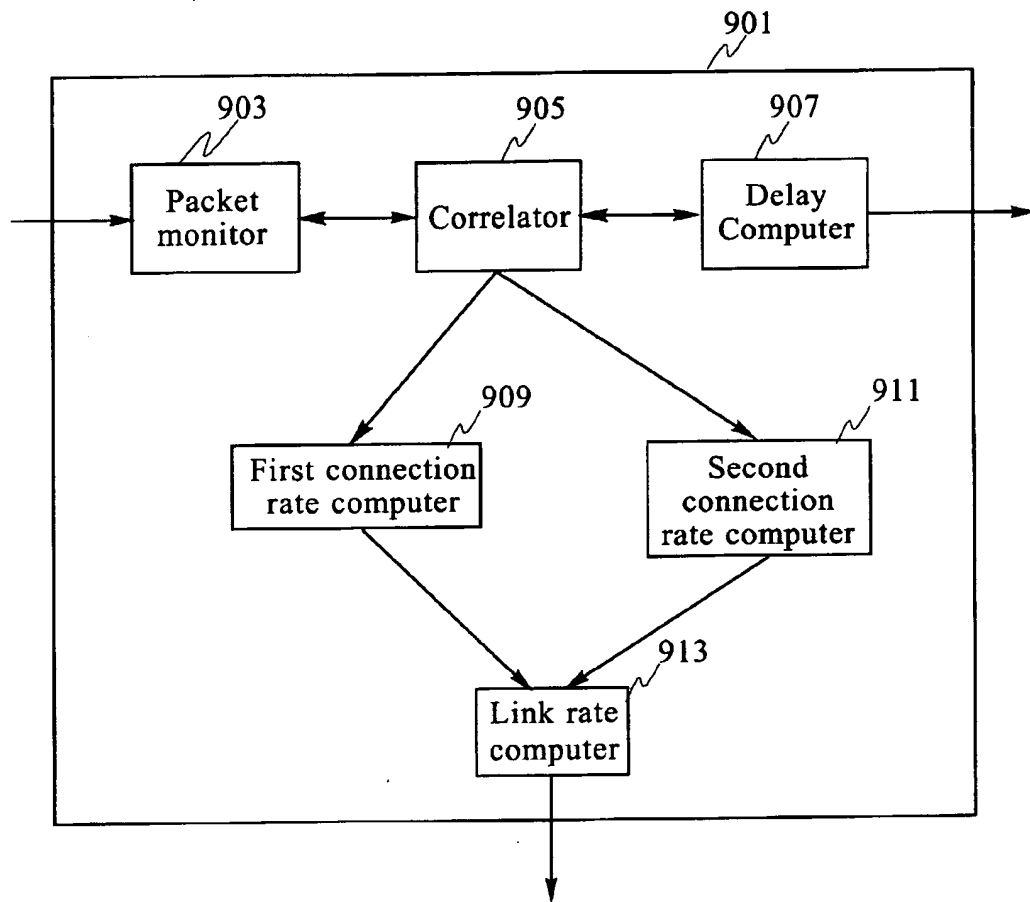 901
903
905
907
Packet
monitor
Correlator
Delay
Computer
909
911
First connection
rate computer
Second
connection
rate computer
913
Link rate
computer